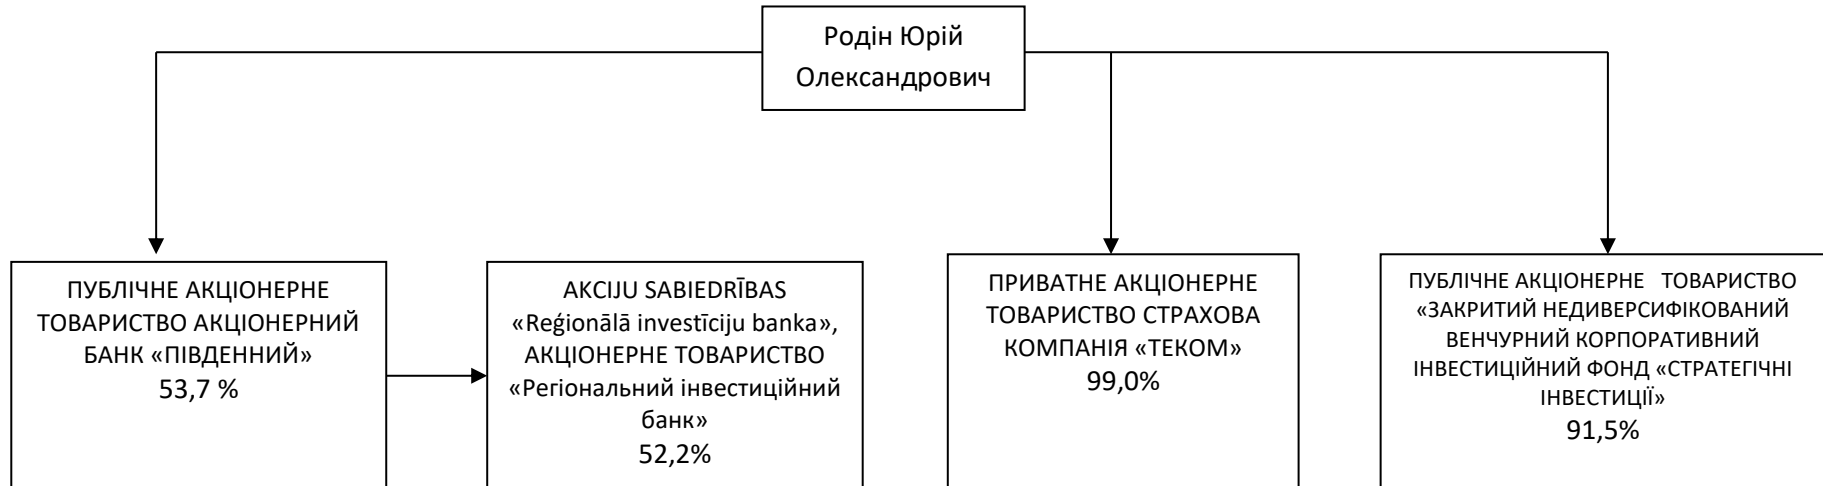 Родін Юрій
Олександрович
ПУБЛІЧНЕ АКЦІОНЕРНЕ
ТОВАРИСТВО АКЦІОНЕРНИЙ
БАНК «ПІВДЕННИЙ»
53,7 %
AKCIJU SABIEDRĪBAS
«Reģionālā investīciju banka»,
АКЦІОНЕРНЕ ТОВАРИСТВО
«Регіональний інвестиційний
банк»
52,2%
ПРИВАТНЕ АКЦІОНЕРНЕ
ТОВАРИСТВО СТРАХОВА
КОМПАНІЯ «ТЕКОМ»
99,0%
ПУБЛІЧНЕ АКЦІОНЕРНЕ ТОВАРИСТВО
«ЗАКРИТИЙ НЕДИВЕРСИФІКОВАНИЙ
ВЕНЧУРНИЙ КОРПОРАТИВНИЙ
ІНВЕСТИЦІЙНИЙ ФОНД «СТРАТЕГІЧНІ
ІНВЕСТИЦІЇ»
91,5%